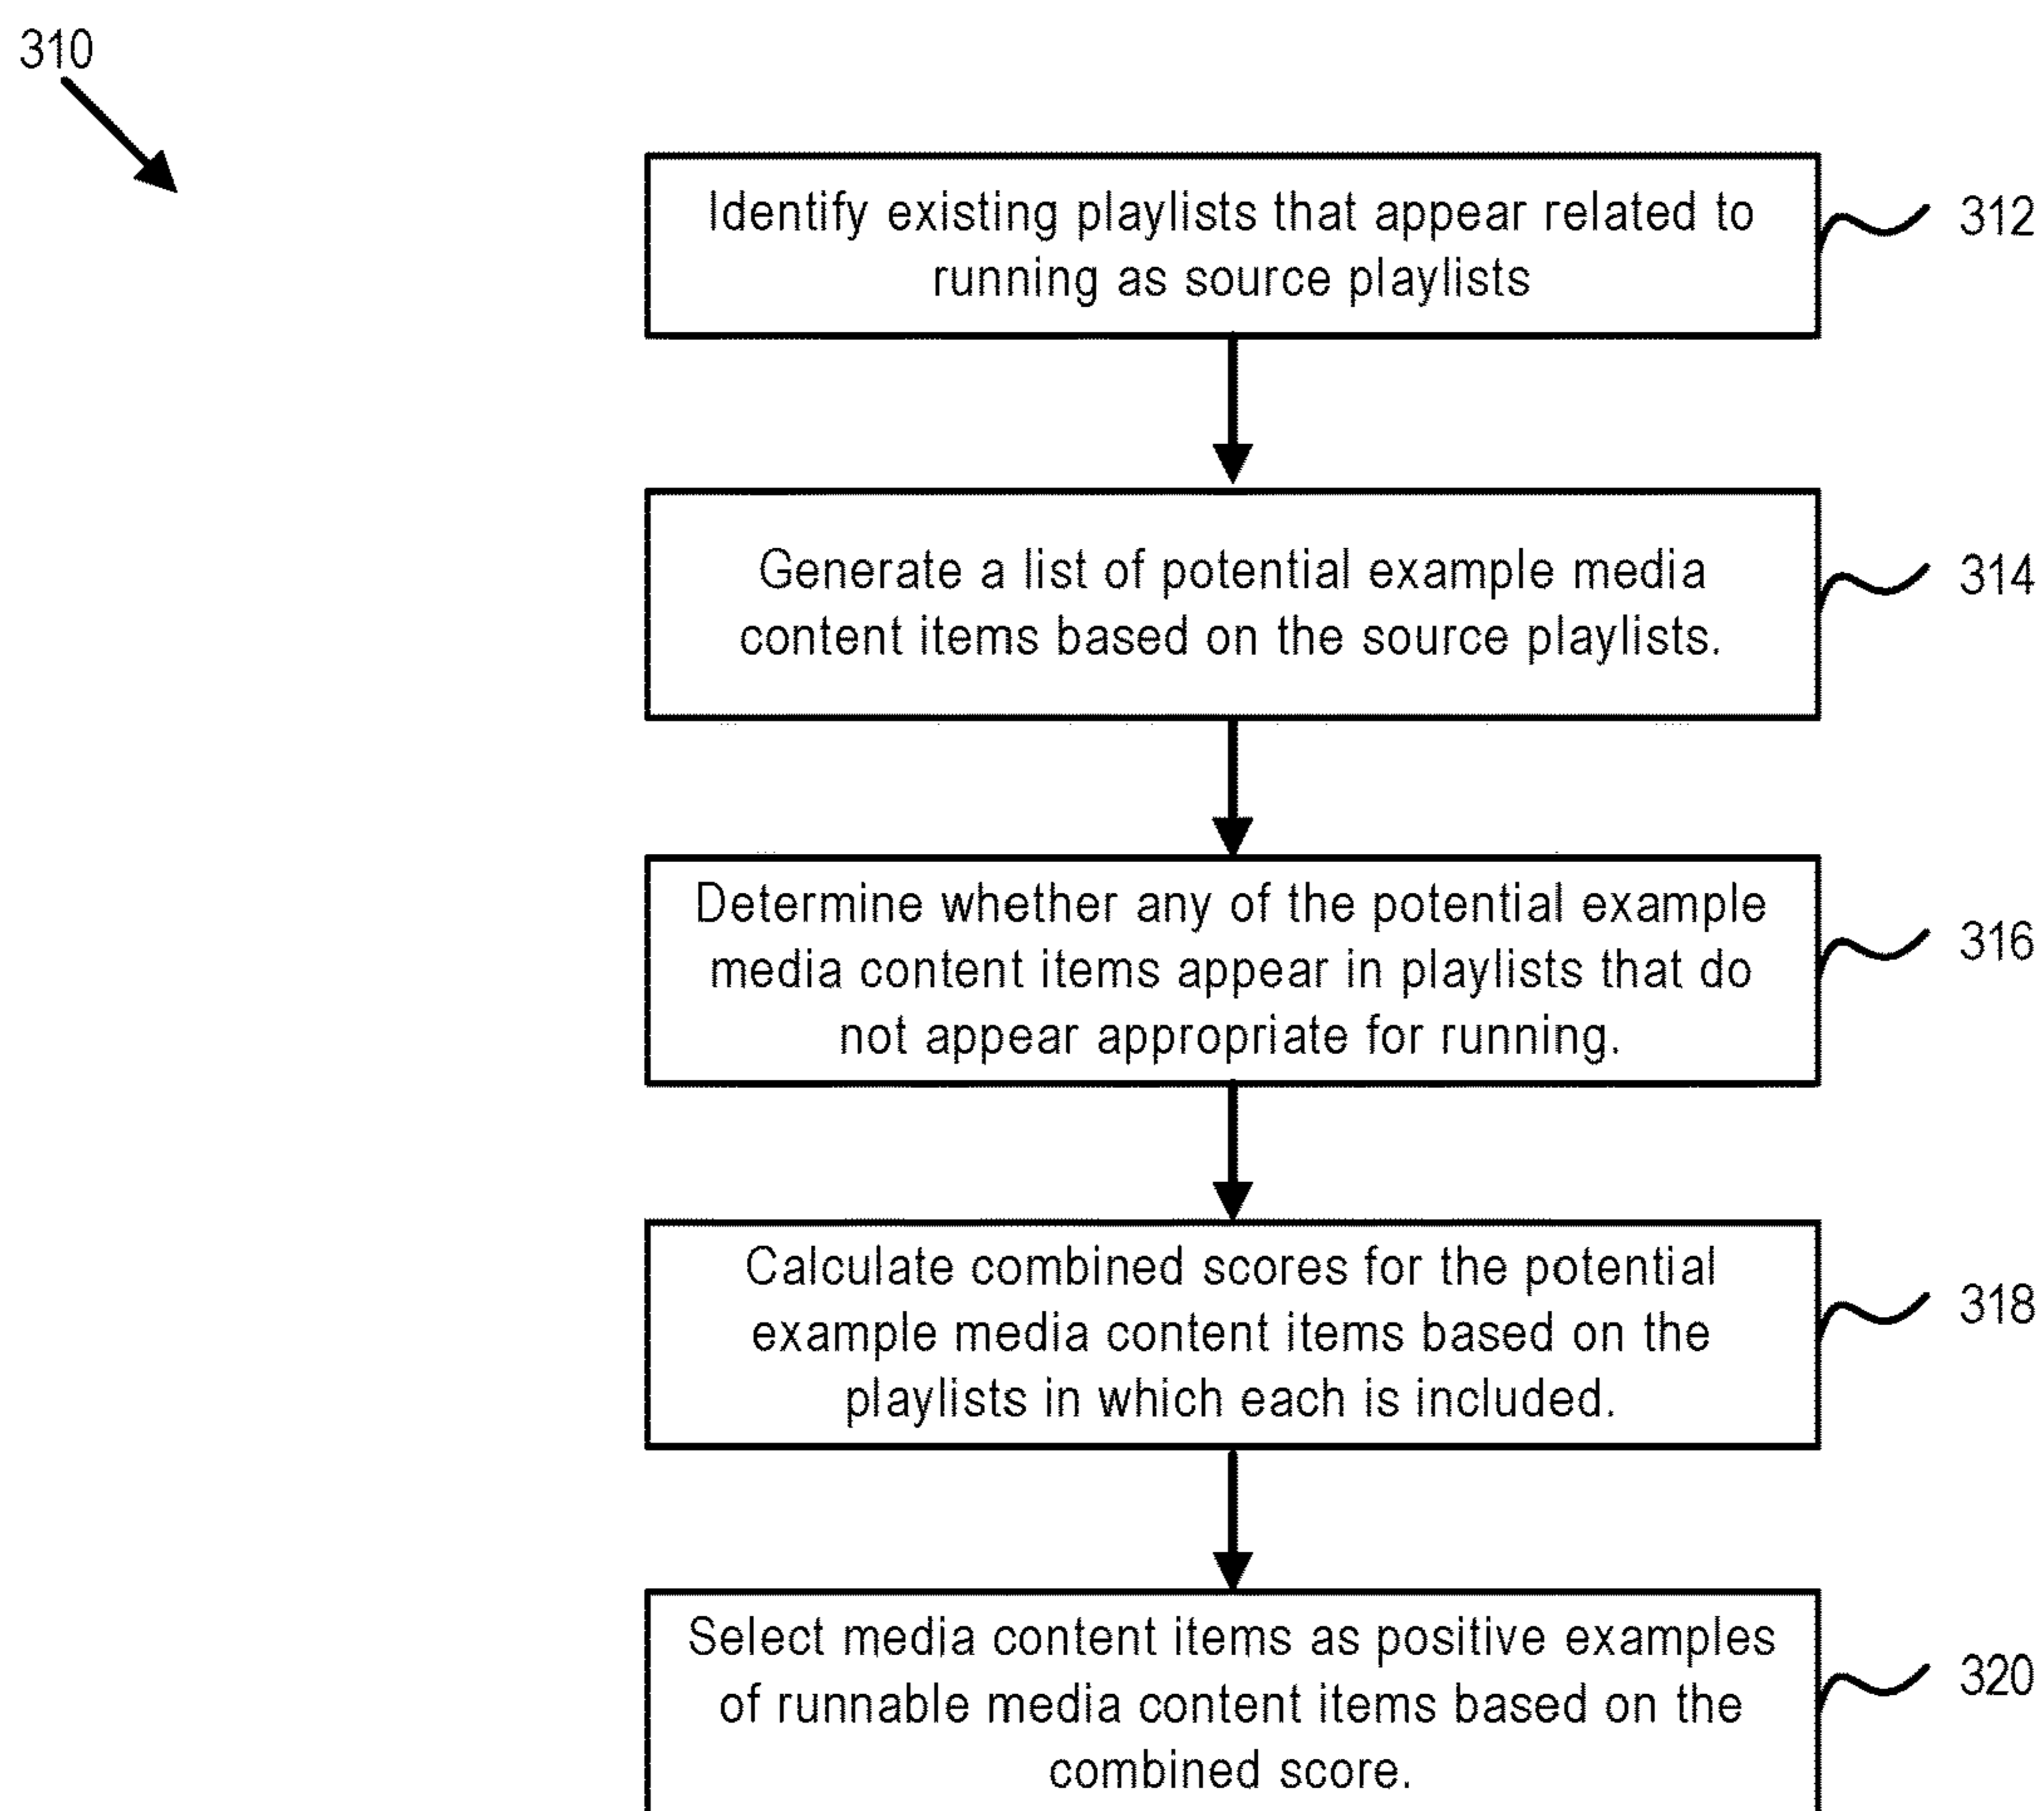 310
Identify existing playlists that appear related to
running as source playlists
312
Generate a list of potential example media
content items based on the source playlists.
314
Determine whether any of the potential example
media content items appear in playlists that do
not appear appropriate for running.
316
Calculate combined scores for the potential
example media content items based on the
playlists in which each is included.
318
Select media content items as positive examples
of runnable media content items based on the
combined score.
320